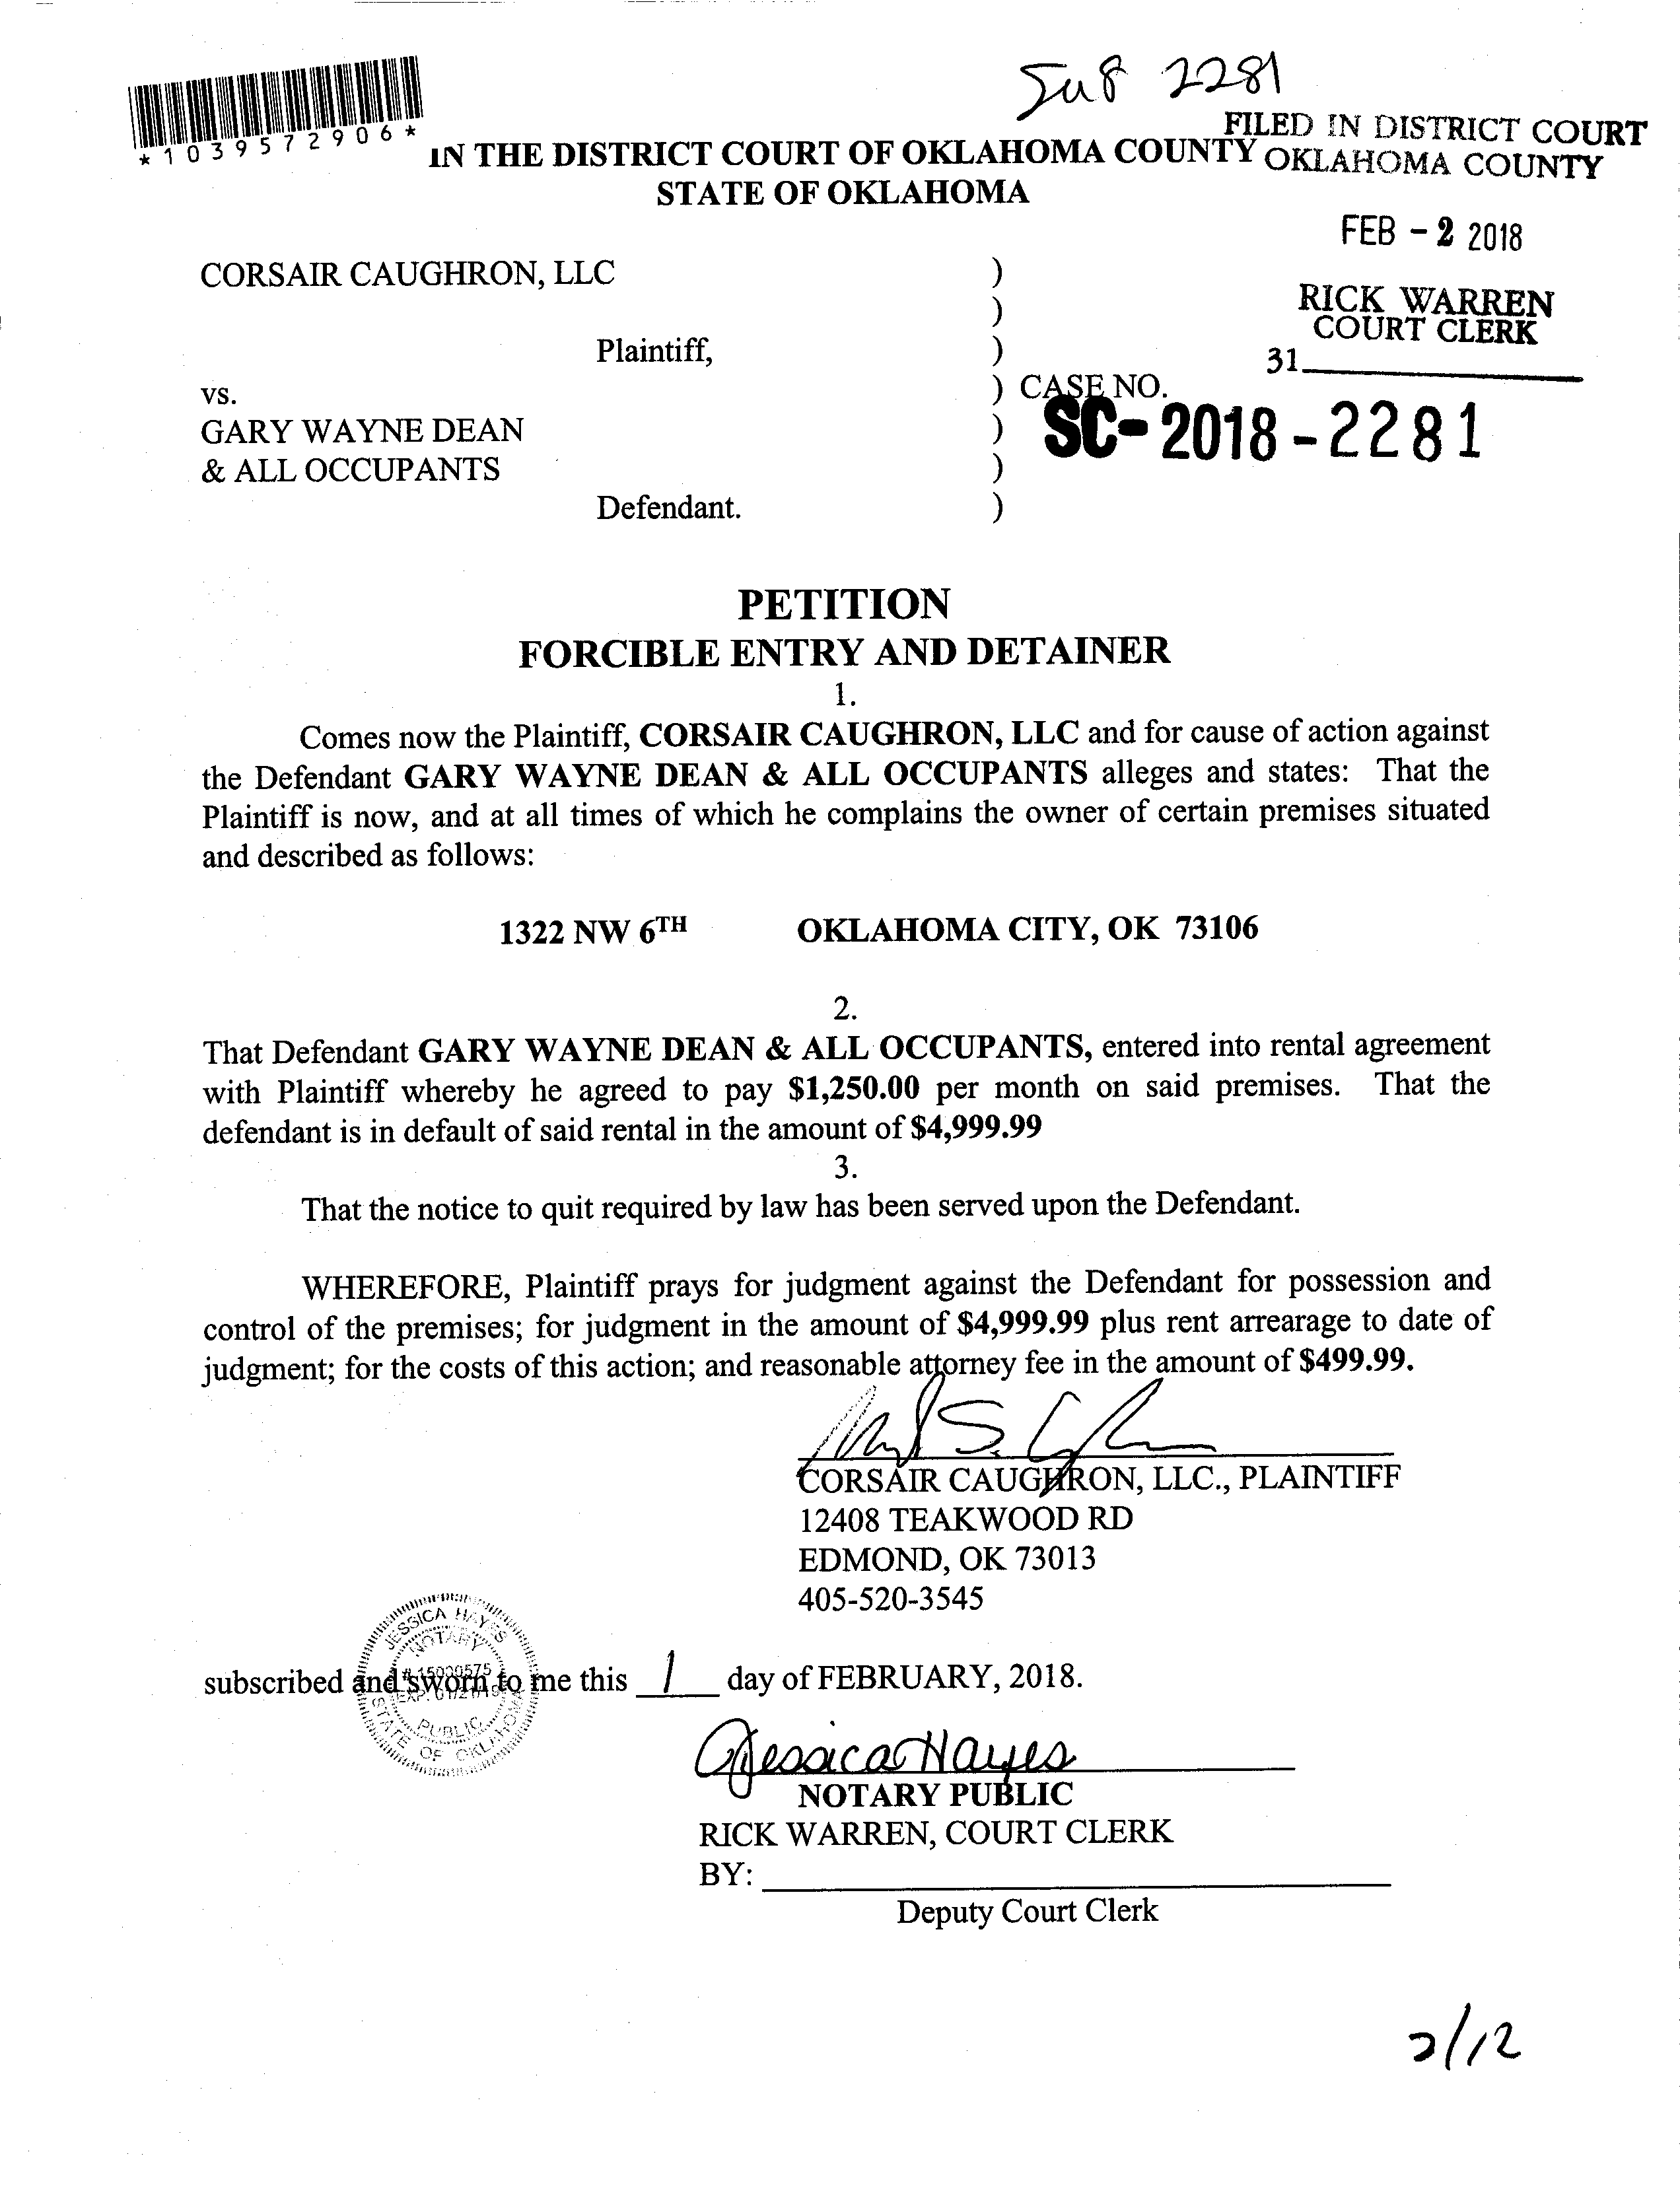 2281
*1039572906*
FILED IN DISTRICT COURT
OKLAHOMA COUNTY
IN THE DISTRICT COURT OF OKLAHOMA COUNTY
STATE OF OKLAHOMA
FEB - 2 2018
RICK WARREN
COURT CLERK
31
CORSAIR CAUGHRON, LLC )
)
Plaintiff, )
vs. ) CASE NO.
SC-2018-2281
GARY WAYNE DEAN )
& ALL OCCUPANTS )
Defendant. )
PETITION
FORCIBLE ENTRY AND DETAINER
1.
Comes now the Plaintiff, CORSAIR CAUGHRON, LLC and for cause of action against
the Defendant GARY WAYNE DEAN & ALL OCCUPANTS alleges and states: That the
Plaintiff is now, and at all times of which he complains the owner of certain premises situated
and described as follows:
1322 NW 6TH OKLAHOMA CITY, OK 73106
2.
That Defendant GARY WAYNE DEAN & ALL OCCUPANTS, entered into rental agreement
with Plaintiff whereby he agreed to pay $1,250.00 per month on said premises. That the
defendant is in default of said rental in the amount of $4,999.99
3.
That the notice to quit required by law has been served upon the Defendant.
WHEREFORE, Plaintiff prays for judgment against the Defendant for possession and
control of the premises; for judgment in the amount of $4,999.99 plus rent arrearage to date of
judgment; for the costs of this action; and reasonable attorney fee in the amount of $499.99.
CORSAIR CAUGHRON, LLC., PLAINTIFF
12408 TEAKWOOD RD
EDMOND, OK 73013
405-520-3545
JESSICA HAYES
NOTARY
EXP. 01/21/19
PUBLIC
STATE OF OKLAHOMA
subscribed and sworn to me this 1 day of FEBRUARY, 2018.
Jessica Hayes
NOTARY PUBLIC
RICK WARREN, COURT CLERK
BY:
Deputy Court Clerk
2/12